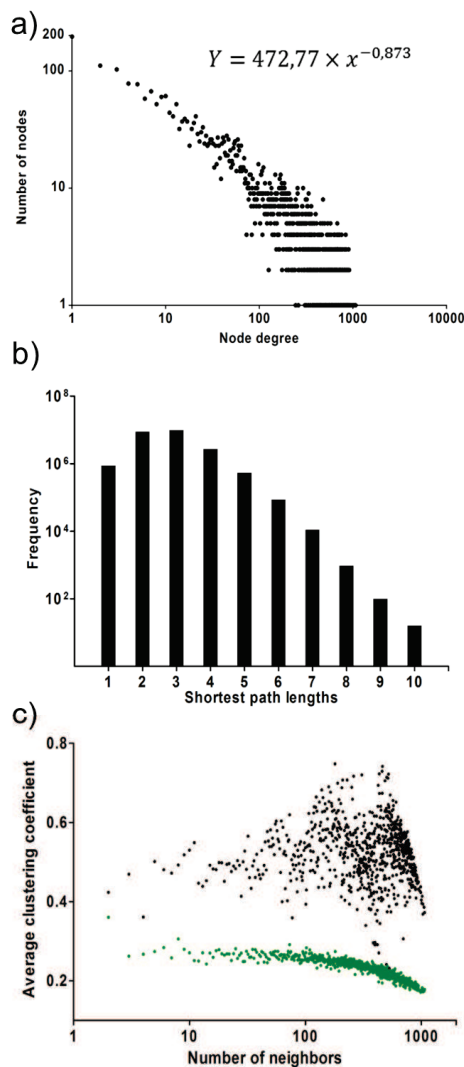 a)
Y = 472,77 × x^−0,873
200
100
10
1
Number of nodes
1 10 100 1000 10000
Node degree
b)
10^8
10^6
10^4
10^2
Frequency
1 2 3 4 5 6 7 8 9 10
Shortest path lengths
c)
0.8
0.6
0.4
0.2
Average clustering coefficient
1 10 100 1000
Number of neighbors